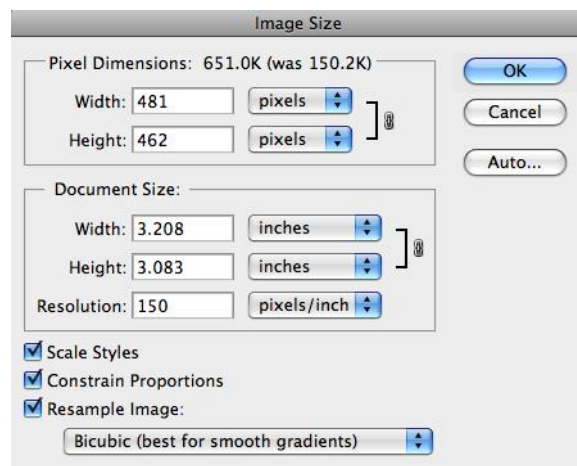 Image Size
Pixel Dimensions: 651.0K (was 150.2K)
Width: 481 pixels
Height: 462 pixels
OK
Cancel
Auto...
Document Size:
Width: 3.208 inches
Height: 3.083 inches
Resolution: 150 pixels/inch
Scale Styles
Constrain Proportions
Resample Image:
Bicubic (best for smooth gradients)